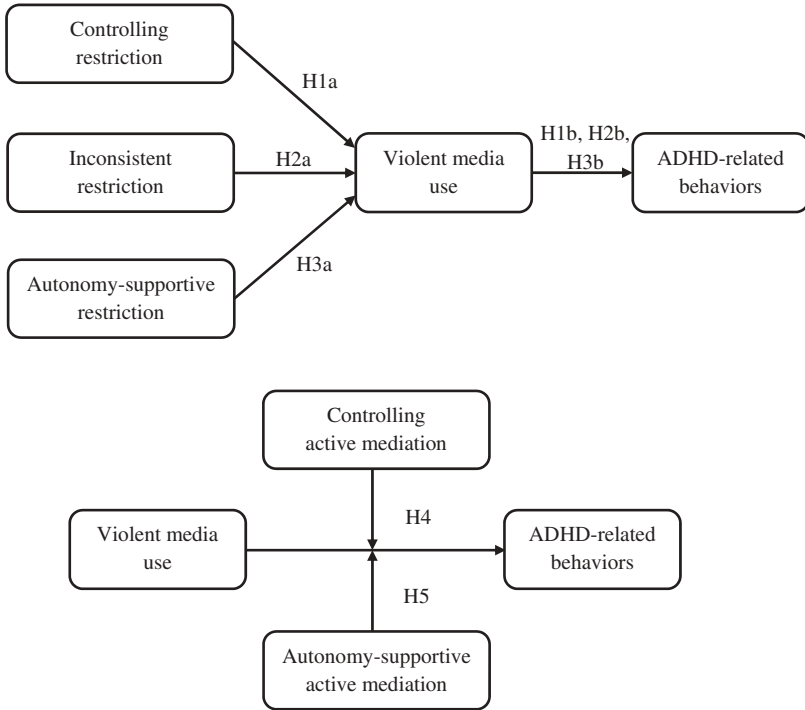 Controlling
restriction
H1a
Inconsistent
restriction
H2a
Violent media
use
H1b, H2b,
H3b
ADHD-related
behaviors
Autonomy-supportive
restriction
H3a
Controlling
active mediation
H4
Violent media
use
ADHD-related
behaviors
H5
Autonomy-supportive
active mediation